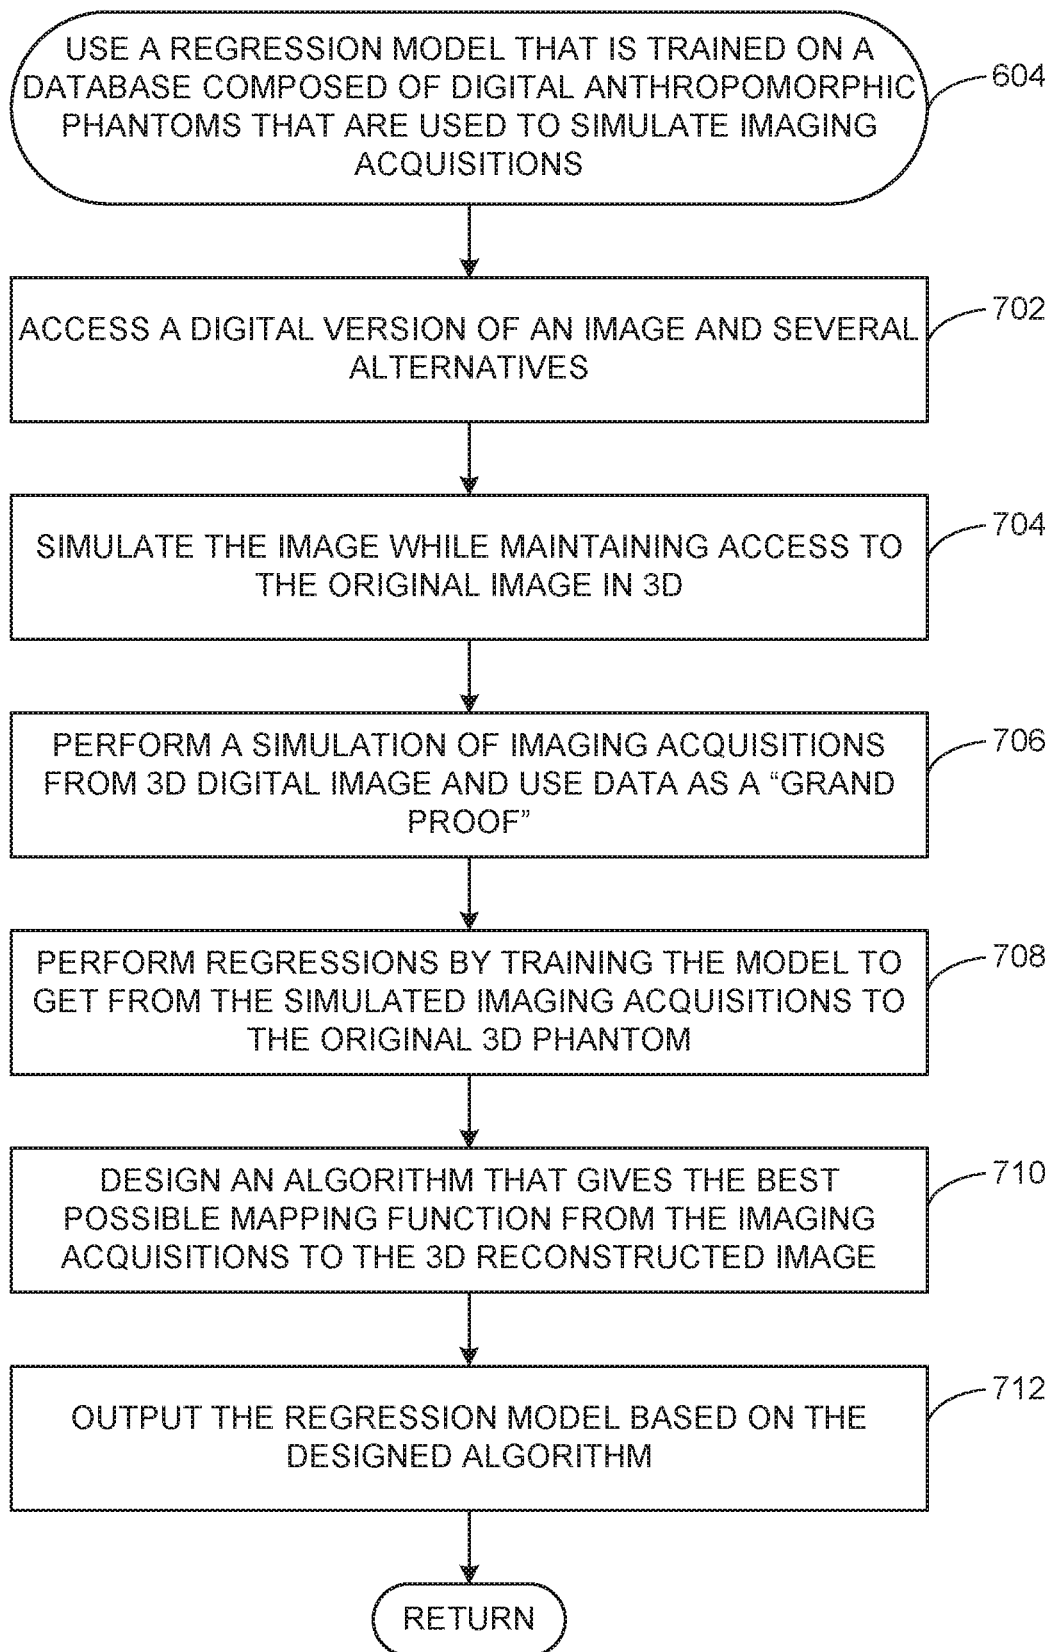 USE A REGRESSION MODEL THAT IS TRAINED ON A
DATABASE COMPOSED OF DIGITAL ANTHROPOMORPHIC
PHANTOMS THAT ARE USED TO SIMULATE IMAGING
ACQUISITIONS
604
ACCESS A DIGITAL VERSION OF AN IMAGE AND SEVERAL
ALTERNATIVES
702
SIMULATE THE IMAGE WHILE MAINTAINING ACCESS TO
THE ORIGINAL IMAGE IN 3D
704
PERFORM A SIMULATION OF IMAGING ACQUISITIONS
FROM 3D DIGITAL IMAGE AND USE DATA AS A “GRAND
PROOF”
706
PERFORM REGRESSIONS BY TRAINING THE MODEL TO
GET FROM THE SIMULATED IMAGING ACQUISITIONS TO
THE ORIGINAL 3D PHANTOM
708
DESIGN AN ALGORITHM THAT GIVES THE BEST
POSSIBLE MAPPING FUNCTION FROM THE IMAGING
ACQUISITIONS TO THE 3D RECONSTRUCTED IMAGE
710
OUTPUT THE REGRESSION MODEL BASED ON THE
DESIGNED ALGORITHM
712
RETURN